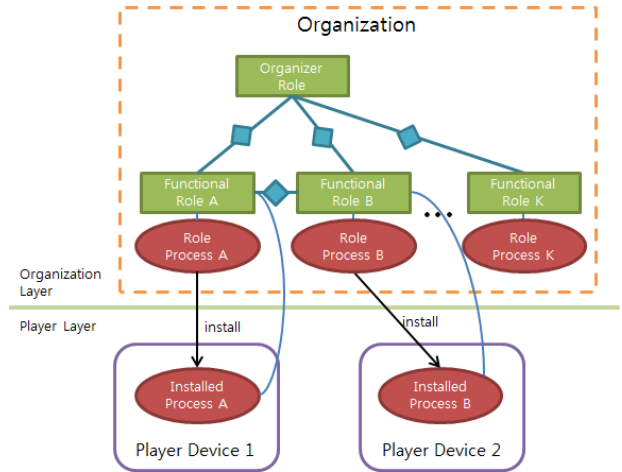 Organization
Organizer
Role
Functional
Role A
Functional
Role B
Functional
Role K
...
Role
Process A
Role
Process B
Role
Process K
Organization
Layer
Player Layer
install
install
Installed
Process A
Installed
Process B
Player Device 1
Player Device 2